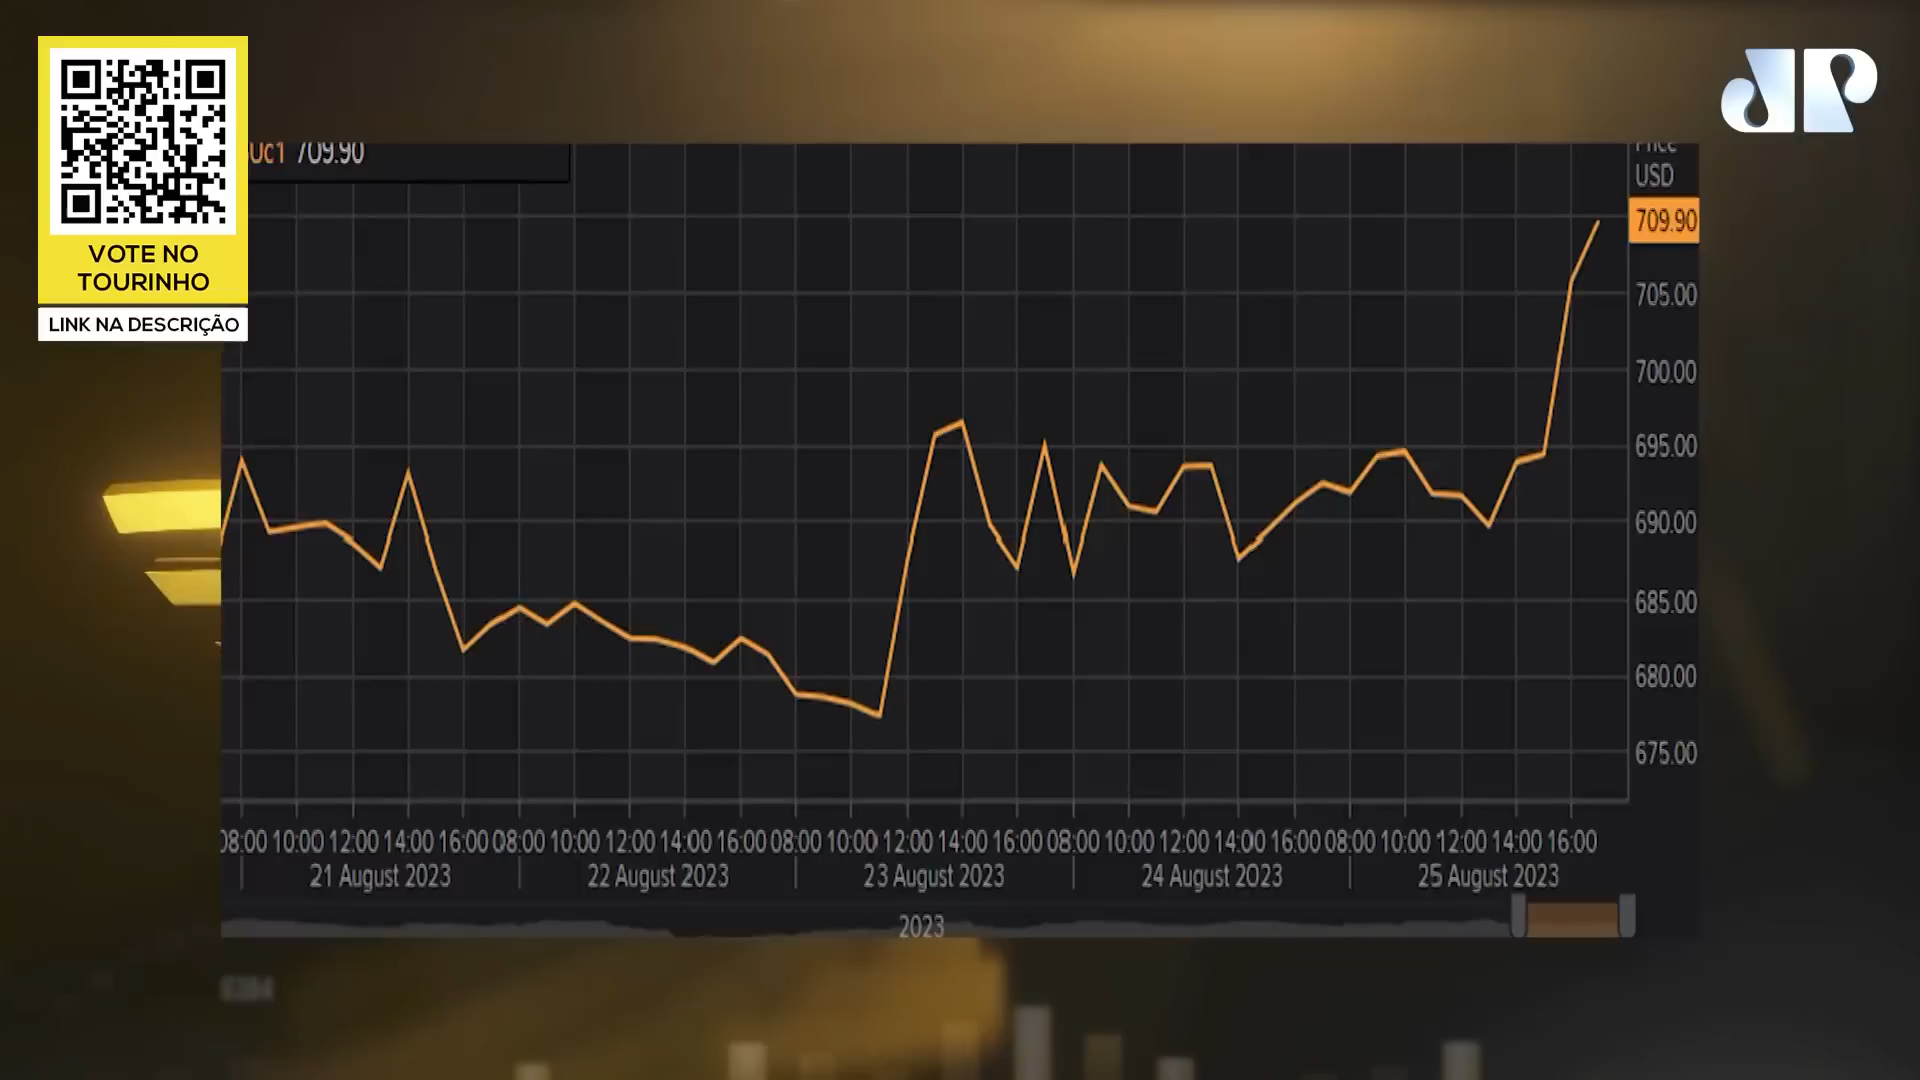 VOTE NO
TOURINHO
LINK NA DESCRIÇÃO
JP
709.90
Price
USD
709.90
705.00
700.00
695.00
690.00
685.00
680.00
675.00
08:00 10:00 12:00 14:00 16:00 08:00 10:00 12:00 14:00 16:00 08:00 10:00 12:00 14:00 16:00 08:00 10:00 12:00 14:00 16:00 08:00 10:00 12:00 14:00 16:00
21 August 2023 22 August 2023 23 August 2023 24 August 2023 25 August 2023
2023